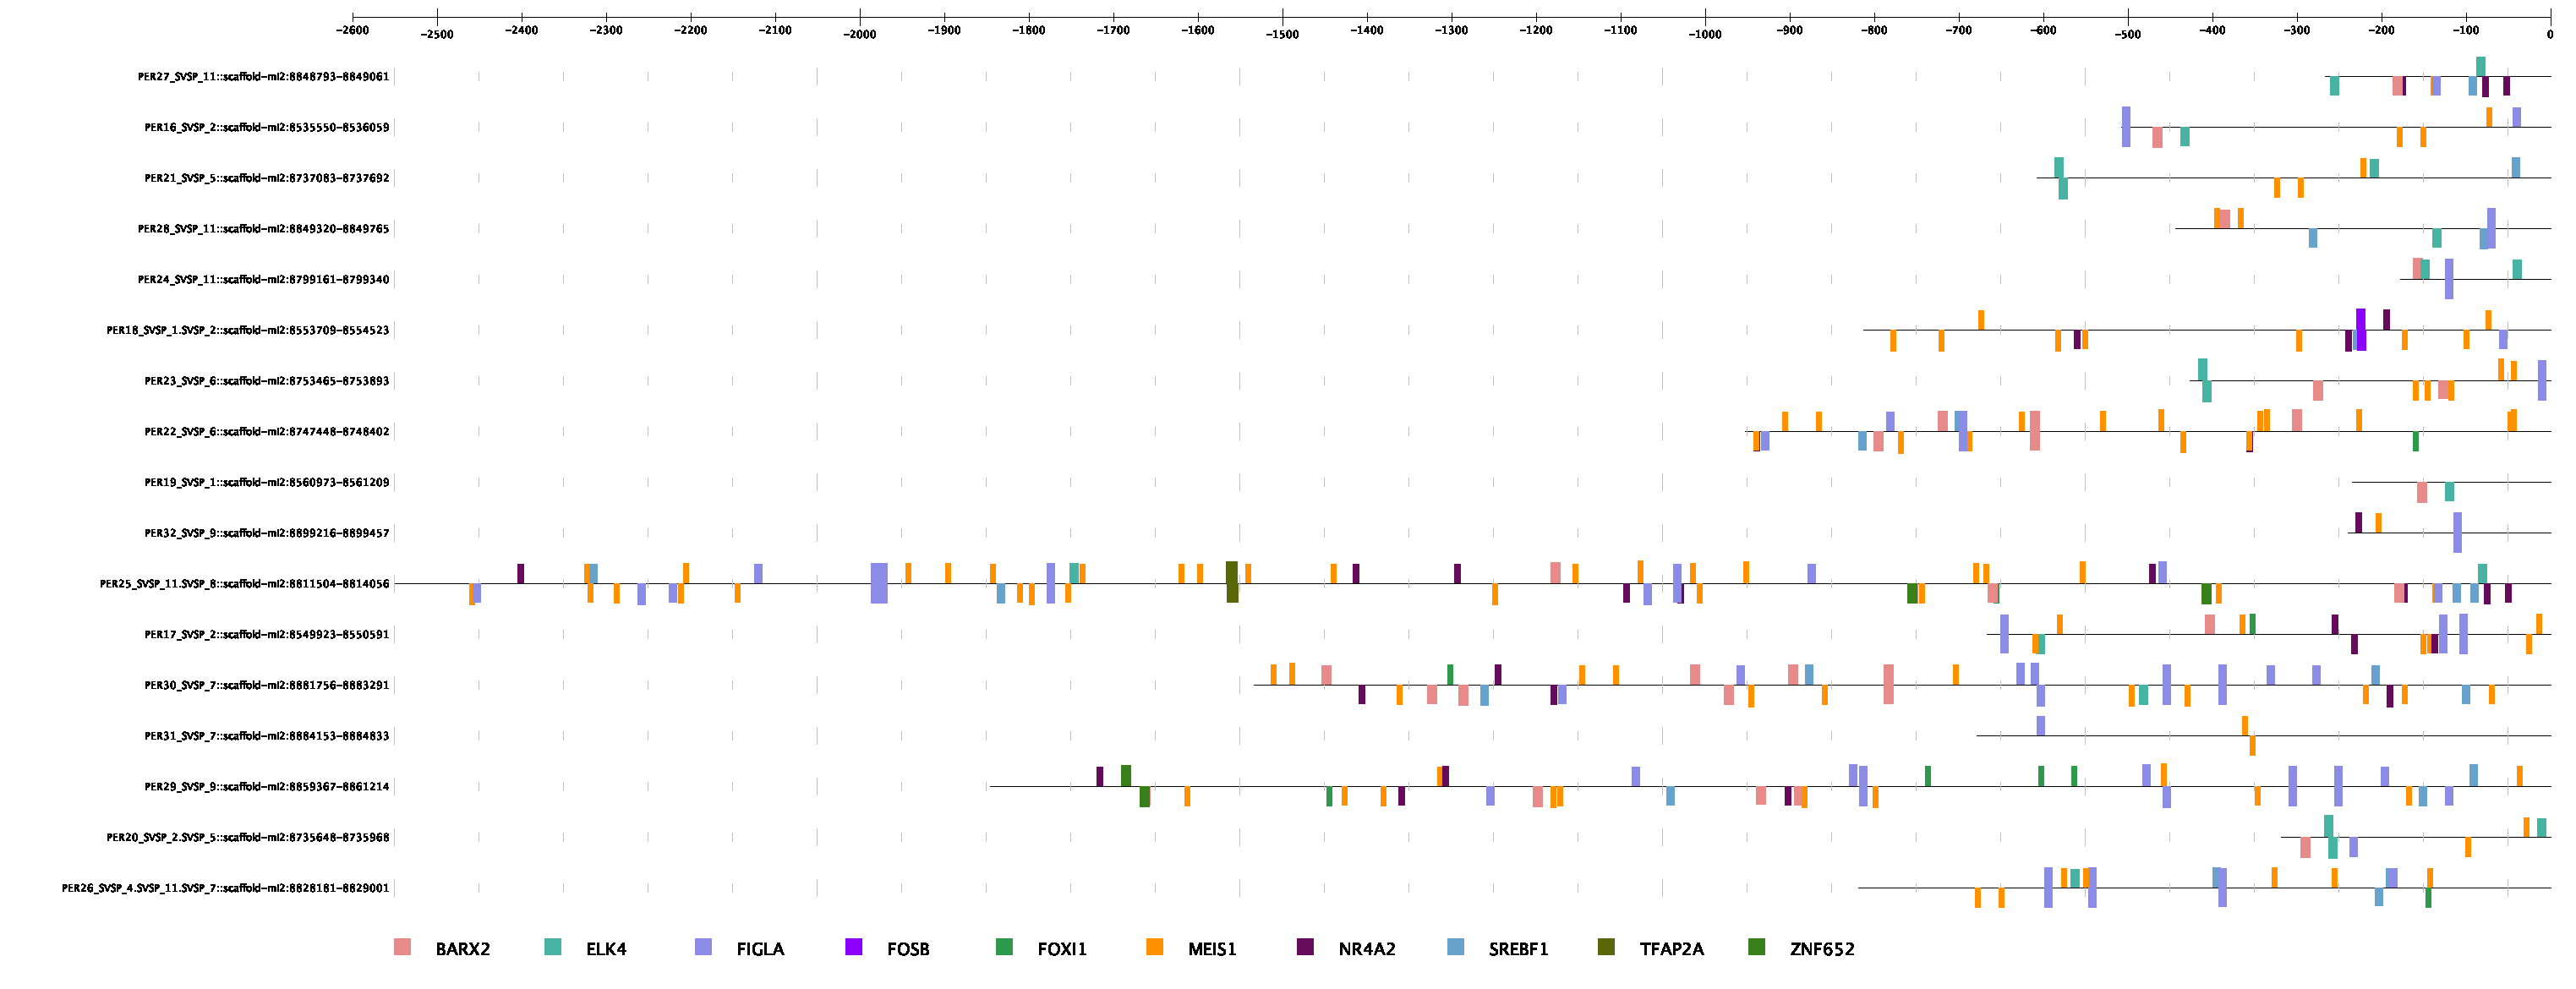 -2600 -2500 -2400 -2300 -2200 -2100 -2000 -1900 -1800 -1700 -1600 -1500 -1400 -1300 -1200 -1100 -1000 -900 -800 -700 -600 -500 -400 -300 -200 -100 0
PER27_SVSP_11::scaffold-mi2:8848793-8849061
PER16_SVSP_2::scaffold-mi2:8535550-8536059
PER21_SVSP_5::scaffold-mi2:8737083-8737692
PER28_SVSP_11::scaffold-mi2:8849320-8849765
PER24_SVSP_11::scaffold-mi2:8799161-8799340
PER18_SVSP_1.SVSP_2::scaffold-mi2:8553709-8554523
PER23_SVSP_6::scaffold-mi2:8753465-8753893
PER22_SVSP_6::scaffold-mi2:8747448-8748402
PER19_SVSP_1::scaffold-mi2:8560973-8561209
PER32_SVSP_9::scaffold-mi2:8899216-8899457
PER25_SVSP_11.SVSP_8::scaffold-mi2:8811504-8814056
PER17_SVSP_2::scaffold-mi2:8549923-8550591
PER30_SVSP_7::scaffold-mi2:8881756-8883291
PER31_SVSP_7::scaffold-mi2:8884153-8884833
PER29_SVSP_9::scaffold-mi2:8859367-8861214
PER20_SVSP_2.SVSP_5::scaffold-mi2:8735648-8735968
PER26_SVSP_4.SVSP_11.SVSP_7::scaffold-mi2:8828181-8829001
BARX2 ELK4 FIGLA FOSB FOXI1 MEIS1 NR4A2 SREBF1 TFAP2A ZNF652